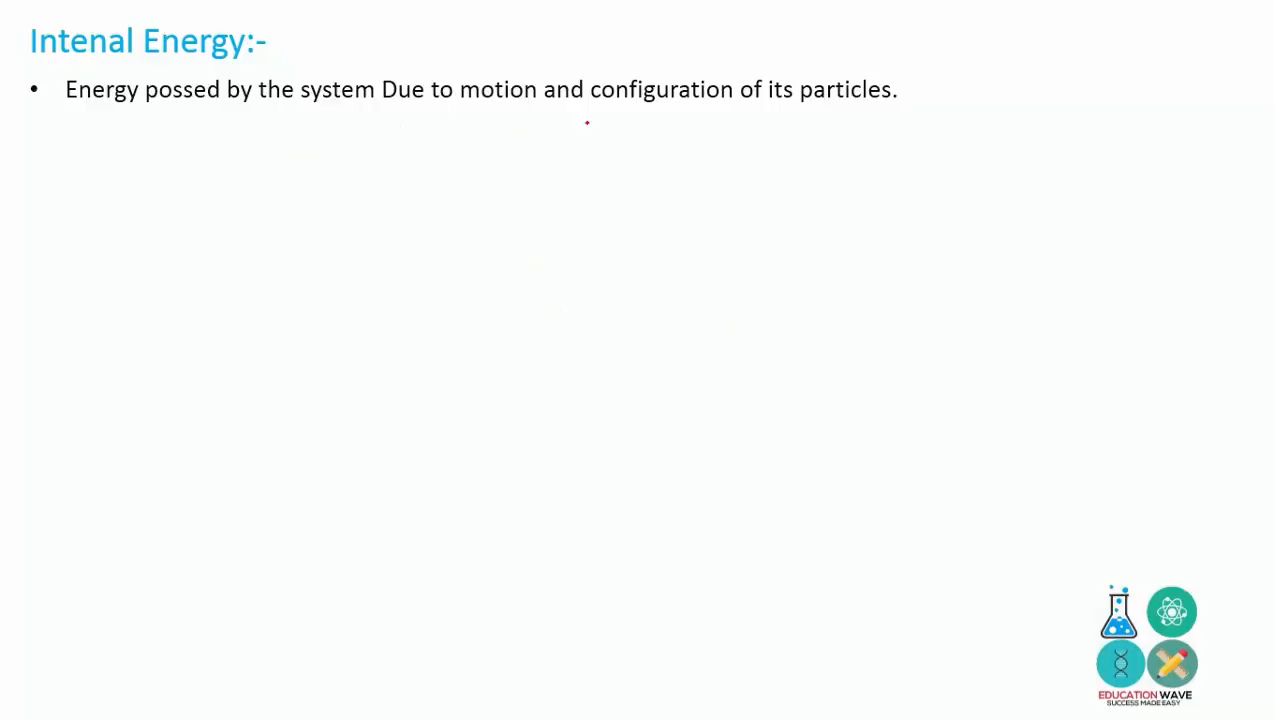 Intenal Energy:-
• Energy possed by the system Due to motion and configuration of its particles.
EDUCATION WAVE
SUCCESS MADE EASY